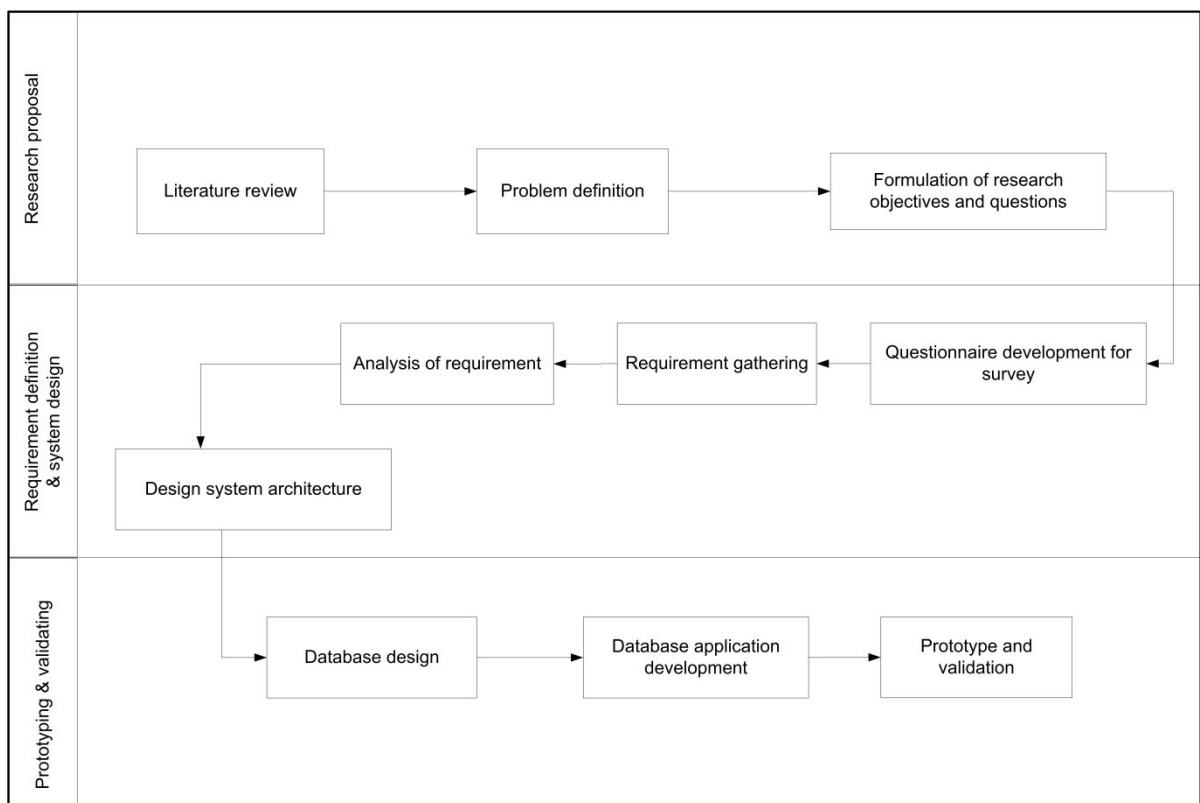 Research proposal
Literature review
Problem definition
Formulation of research
objectives and questions
Requirement definition
& system design
Analysis of requirement
Requirement gathering
Questionnaire development for
survey
Design system architecture
Prototyping & validating
Database design
Database application
development
Prototype and
validation